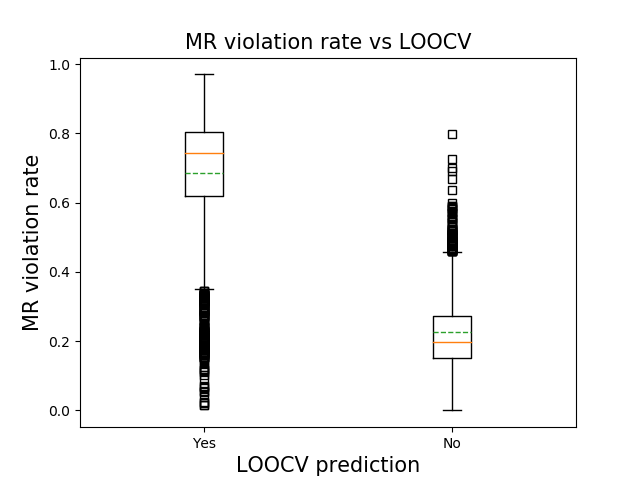 MR violation rate vs LOOCV
MR violation rate
1.0
0.8
0.6
0.4
0.2
0.0
Yes
No
LOOCV prediction